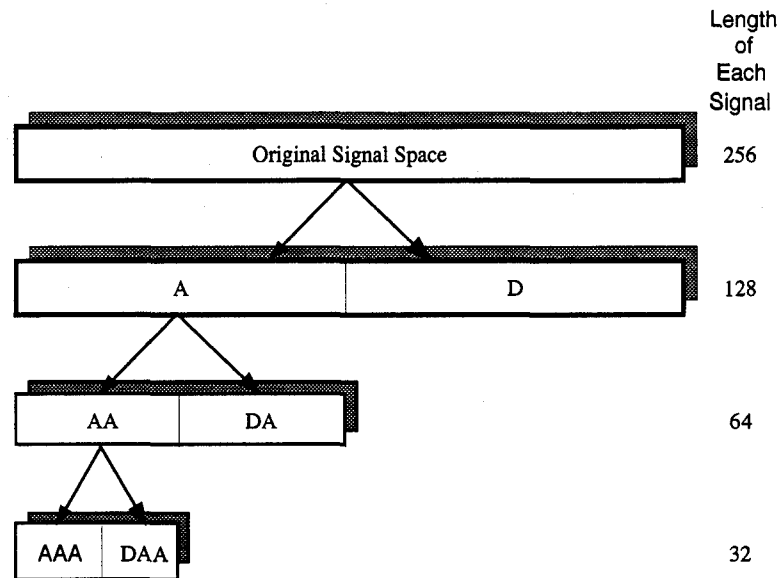 Length
of
Each
Signal
Original Signal Space 256
A D 128
AA DA 64
AAA DAA 32